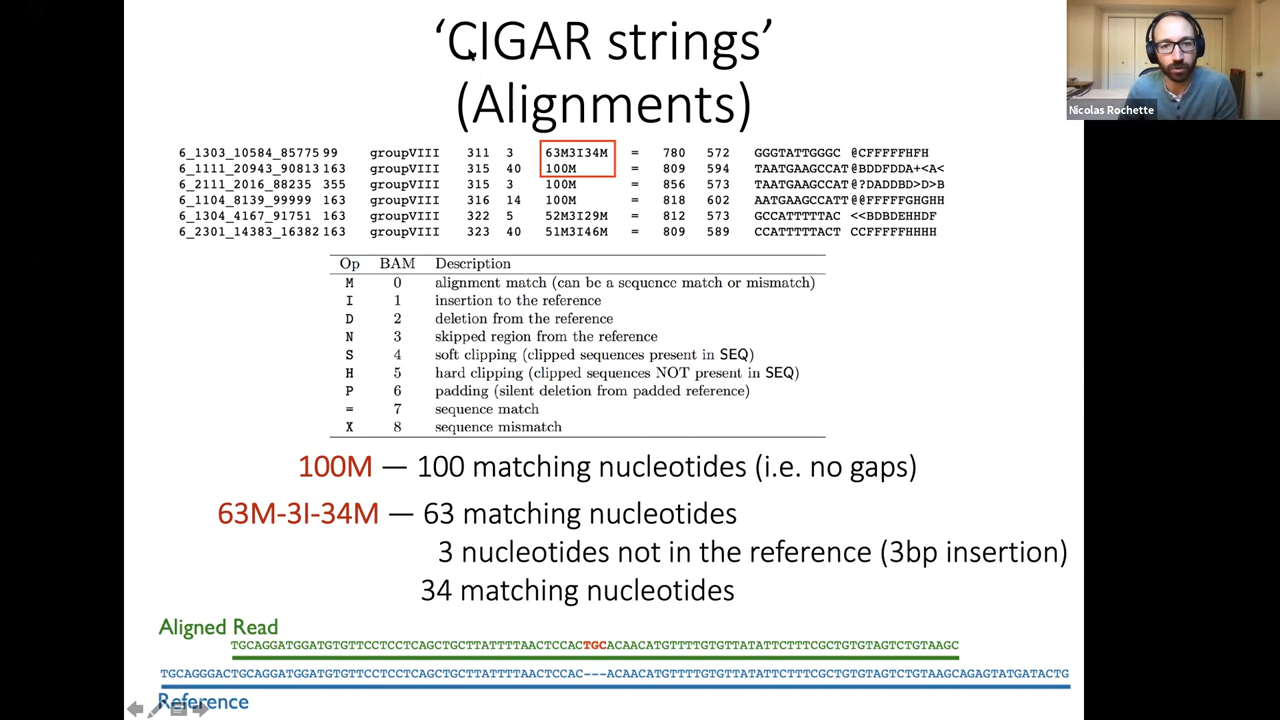 ‘CIGAR strings’
(Alignments)
Nicolas Rochette
6_1303_10584_85775 99 groupVIII 311 3 63M3I34M = 780 572 GGGTATTGGGC @CFFFFFHFH
6_1111_20943_90813 163 groupVIII 315 40 100M = 809 594 TAATGAAGCCAT @BDDFDDA+<A<
6_2111_2016_88235 355 groupVIII 315 3 100M = 856 573 TAATGAAGCCAT @?DADDBD>D>B
6_1104_8139_99999 163 groupVIII 316 14 100M = 818 602 AATGAAGCCATT @@FFFFFGHGHH
6_1304_4167_91751 163 groupVIII 322 5 52M3I29M = 812 573 GCCATTTTTAC <<BDBDEHHDF
6_2301_14383_16382 163 groupVIII 323 40 51M3I46M = 809 589 CCATTTTTACT CCFFFFFHHHH
Op BAM Description
M 0 alignment match (can be a sequence match or mismatch)
I 1 insertion to the reference
D 2 deletion from the reference
N 3 skipped region from the reference
S 4 soft clipping (clipped sequences present in SEQ)
H 5 hard clipping (clipped sequences NOT present in SEQ)
P 6 padding (silent deletion from padded reference)
= 7 sequence match
X 8 sequence mismatch
100M — 100 matching nucleotides (i.e. no gaps)
63M-3I-34M — 63 matching nucleotides
3 nucleotides not in the reference (3bp insertion)
34 matching nucleotides
Aligned Read
TGCAGGATGGATGTGTTCCTCCTCAGCTGCTTATTTTAACTCCACTGCACAACATGTTTTGTGTTATATTCTTTCGCTGTGTAGTCTGTAAGC
TGCAGGGACTGCAGGATGGATGTGTTCCTCCTCAGCTGCTTATTTTAACTCCAC---ACAACATGTTTTGTGTTATATTCTTTCGCTGTGTAGTCTGTAAGCAGAGTATGATACTG
Reference